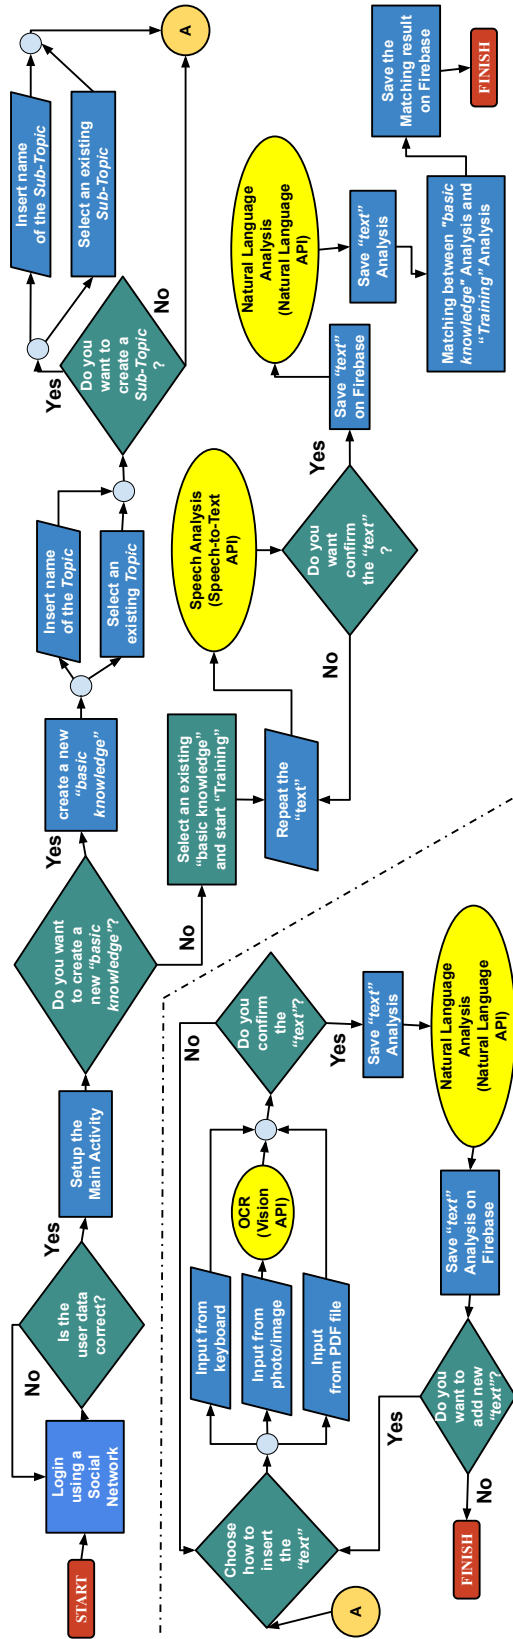 START
Login
using a
Social
Network
No
Is the
user data
correct?
Yes
Setup the
Main Activity
Do you want
to create a
new "basic
knowledge"?
Yes
create a new
"basic
knowledge"
Insert name
of the Topic
Select an
existing Topic
Do you
want to
create a
Sub-Topic
?
Yes
No
Insert name
of the Sub-Topic
Select an existing
Sub-Topic
A
No
Select an existing
"basic knowledge"
and start "Training"
Repeat the
"text"
Speech Analysis
(Speech-to-Text
API)
Do you
want
confirm
the "text"
?
No
Yes
Save "text"
on Firebase
Natural Language
Analysis
(Natural Language
API)
Save "text"
Analysis
Matching between "basic
knowledge" Analysis and
"Training" Analysis
Save the
Matching result
on Firebase
FINISH
A
Choose
how to
insert
the
"text"
Input from
keyboard
Input from
photo/image
Input
from PDF file
OCR
(Vision
API)
Do you
confirm
the
"text"?
No
Yes
Save "text"
Analysis
Natural Language
Analysis
(Natural Language
API)
Save "text"
Analysis on
Firebase
Do you
want to
add new
"text"?
Yes
No
FINISH